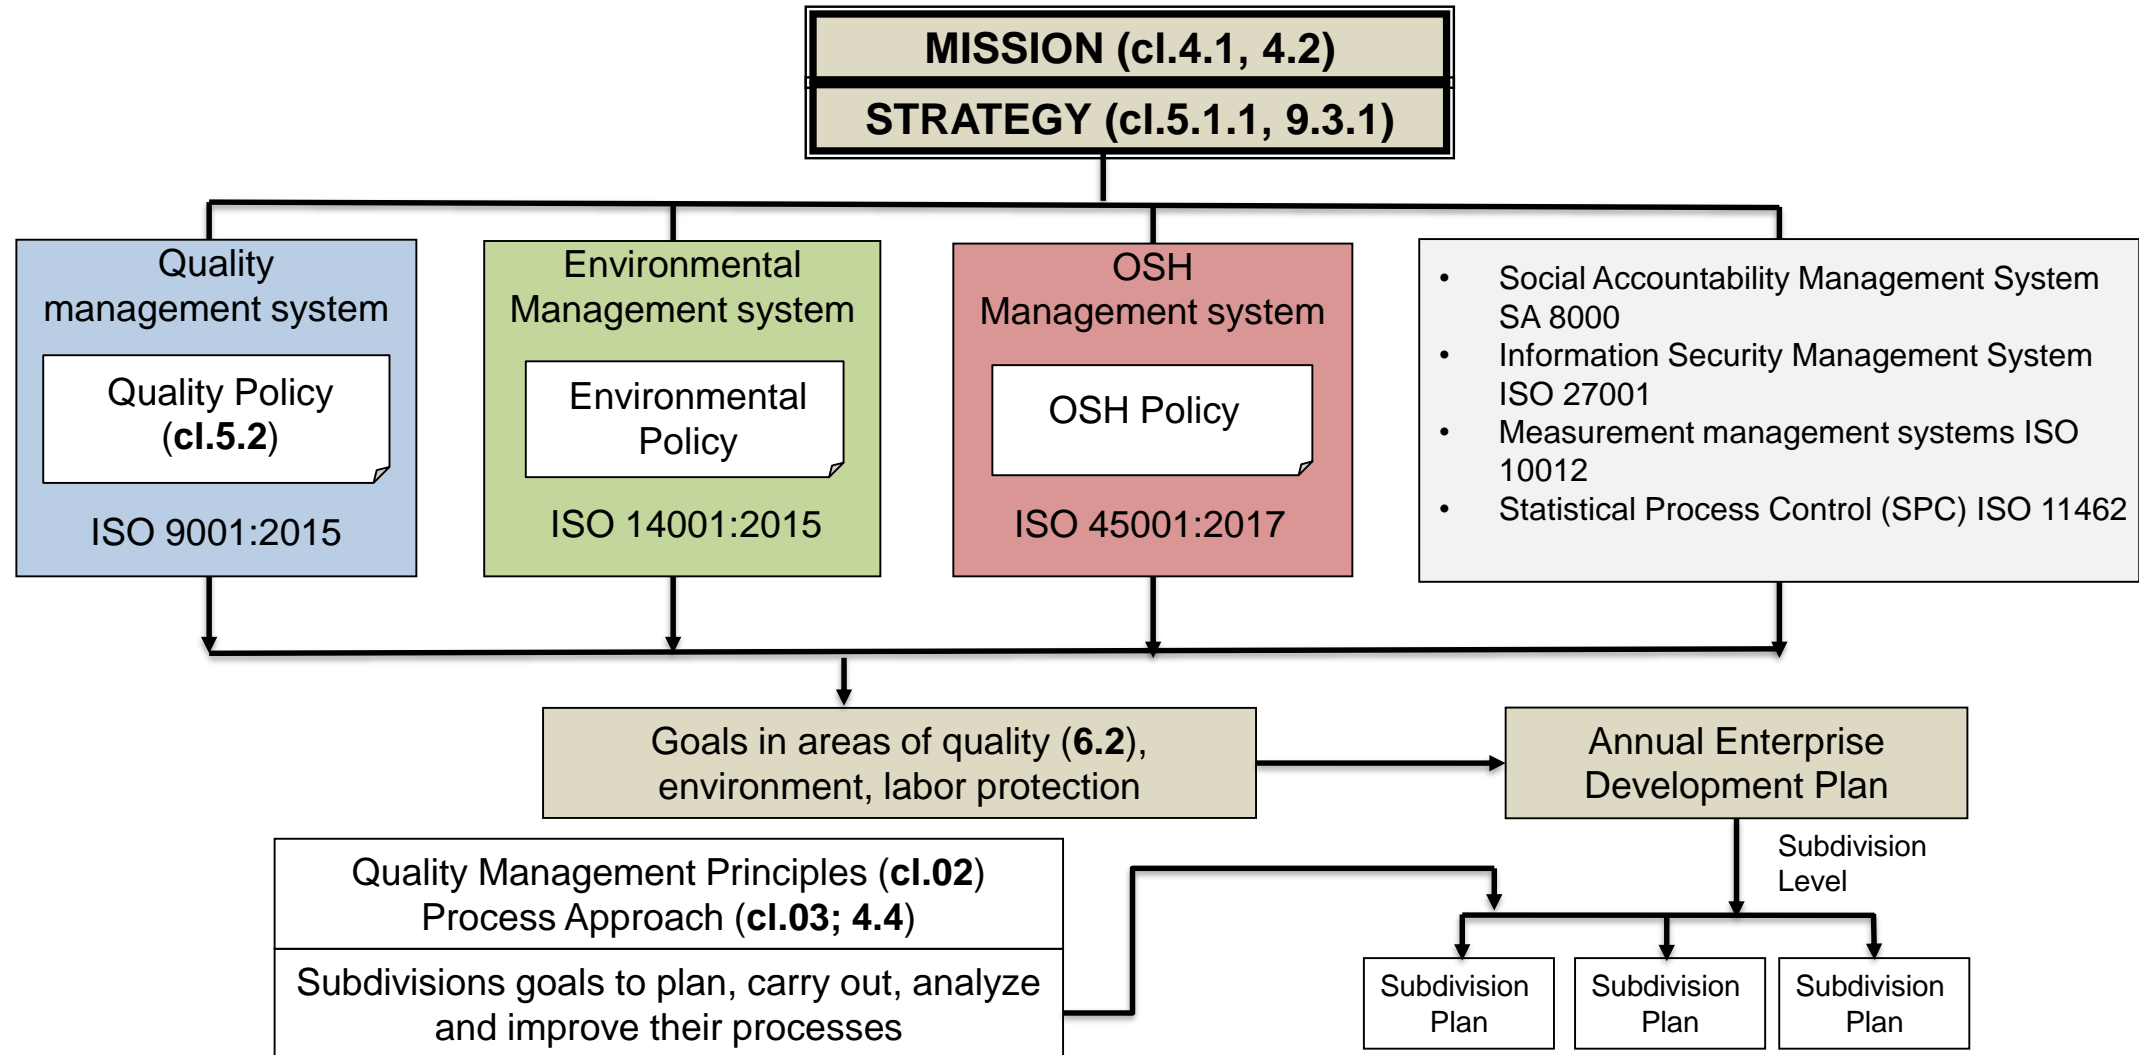 MISSION (cl.4.1, 4.2)
STRATEGY (cl.5.1.1, 9.3.1)
Quality
management system
Quality Policy
(cl.5.2)
ISO 9001:2015
Environmental
Management system
Environmental
Policy
ISO 14001:2015
OSH
Management system
OSH Policy
ISO 45001:2017
• Social Accountability Management System
SA 8000
• Information Security Management System
ISO 27001
• Measurement management systems ISO
10012
• Statistical Process Control (SPC) ISO 11462
Goals in areas of quality (6.2),
environment, labor protection
Annual Enterprise
Development Plan
Subdivision
Level
Quality Management Principles (cl.02)
Process Approach (cl.03; 4.4)
Subdivisions goals to plan, carry out, analyze
and improve their processes
Subdivision
Plan
Subdivision
Plan
Subdivision
Plan